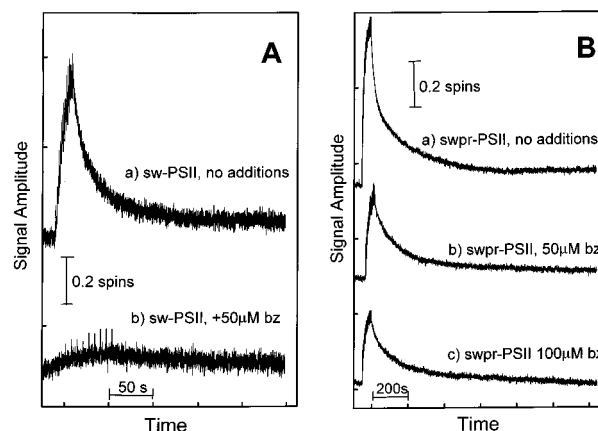 A
a) sw-PSII, no additions
0.2 spins
b) sw-PSII, +50µM bz
50 s
Signal Amplitude
Time
B
0.2 spins
a) swpr-PSII, no additions
b) swpr-PSII, 50µM bz
c) swpr-PSII 100µM bz
200s
Signal Amplitude
Time